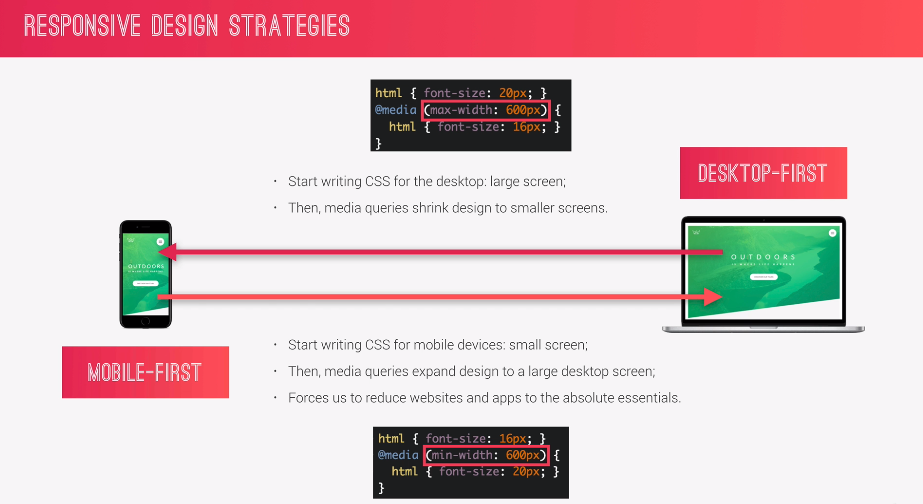 RESPONSIVE DESIGN STRATEGIES
html { font-size: 20px; }
@media (max-width: 600px) {
html { font-size: 16px; }
}
DESKTOP-FIRST
• Start writing CSS for the desktop: large screen;
• Then, media queries shrink design to smaller screens.
OUTDOORS
OUTDOORS
IS WHERE LIFE HAPPENS
MOBILE-FIRST
• Start writing CSS for mobile devices: small screen;
• Then, media queries expand design to a large desktop screen;
• Forces us to reduce websites and apps to the absolute essentials.
html { font-size: 16px; }
@media (min-width: 600px) {
html { font-size: 20px; }
}